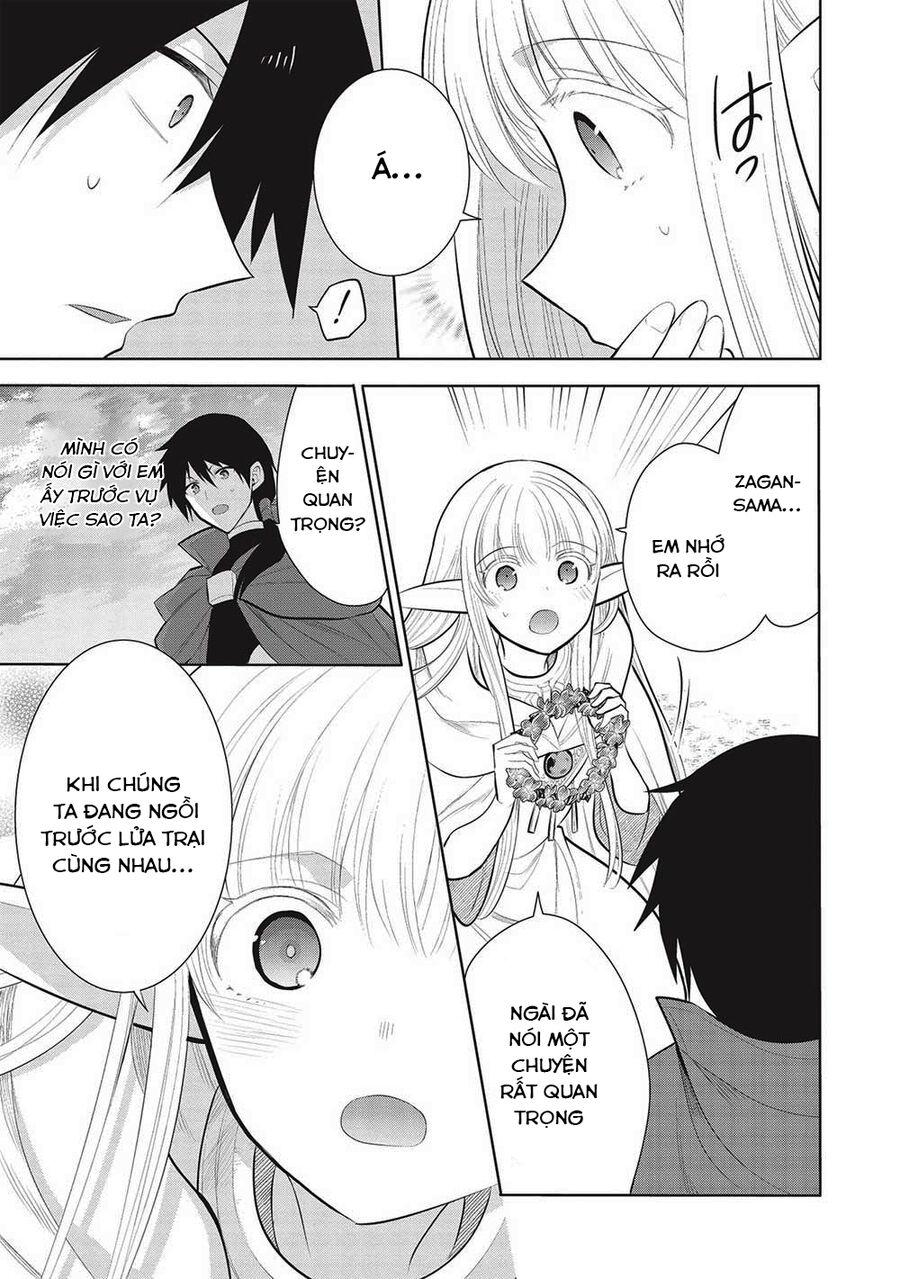 はっ
Á...
!
ZAGAN-
SAMA...
EM NHỚ
RA RỒI
NGÀI ĐÃ
NÓI MỘT
CHUYỆN
RẤT QUAN
TRỌNG
CHUY-
ỆN
QUAN
TRỌNG?
MÌNH CÓ
NÓI GÌ VỚI EM
ẤY TRƯỚC VỤ
VIỆC SAO TA?
KHI CHÚNG
TA ĐANG NGỒI
TRƯỚC LỬA TRẠI
CÙNG NHAU...